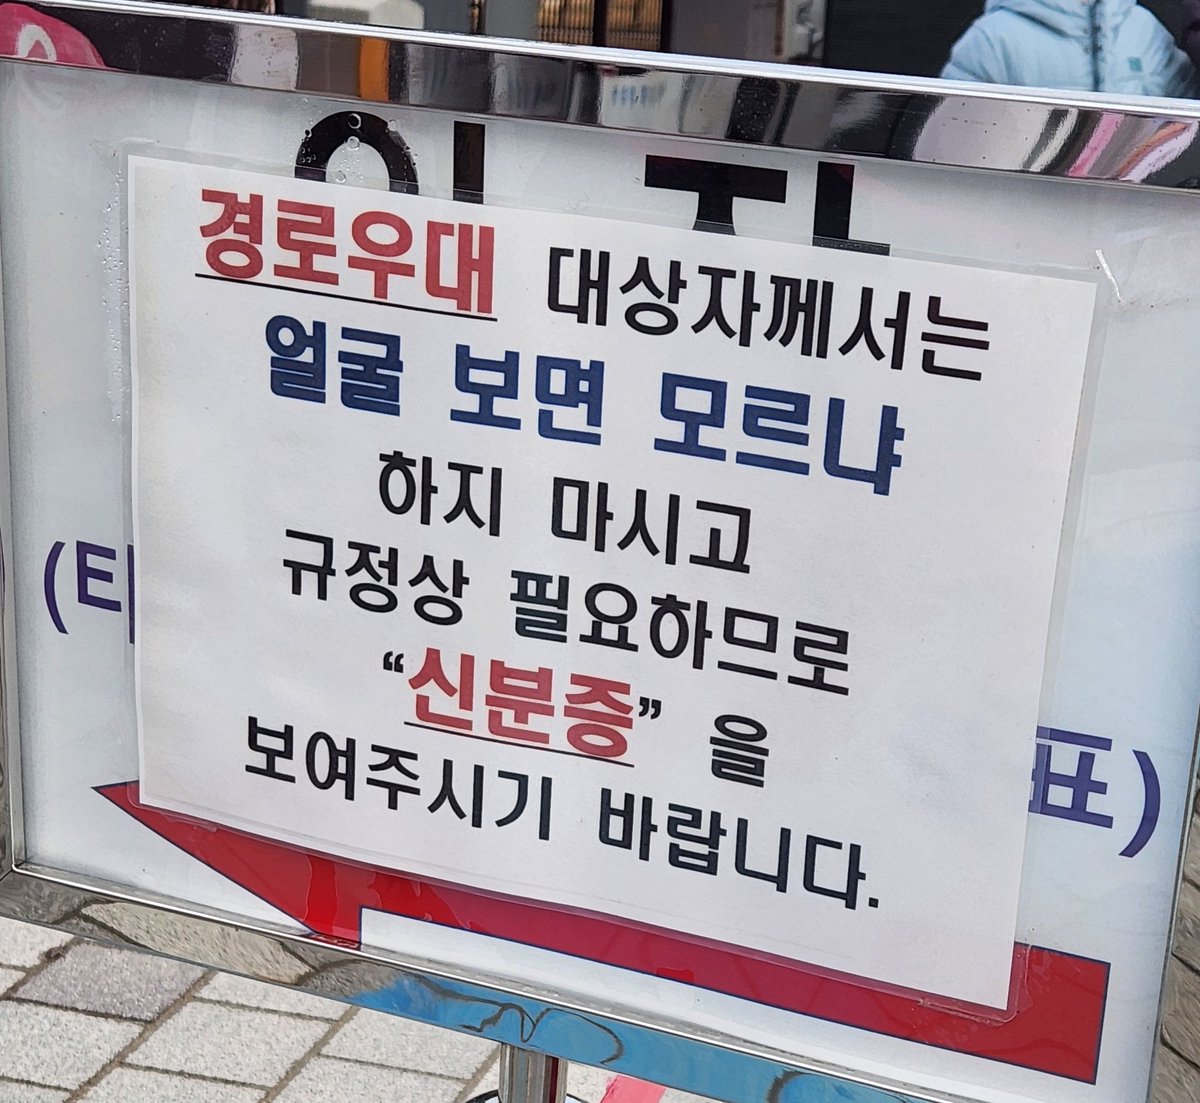 경로우대 대상자께서는
얼굴 보면 모르냐
하지 마시고
규정상 필요하므로
“신분증” 을
보여주시기 바랍니다.
(티
표)